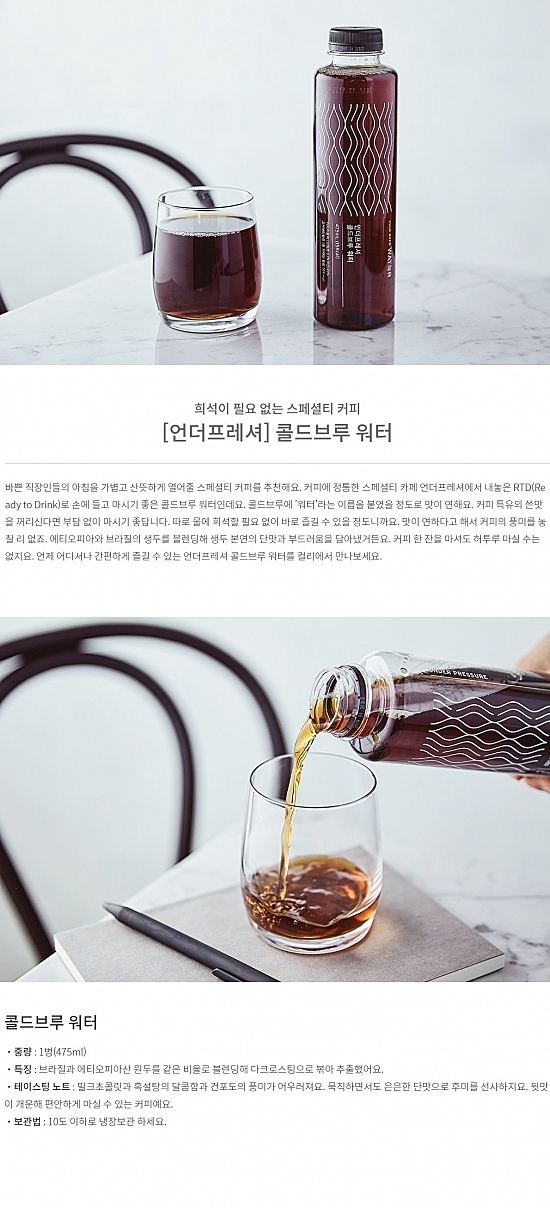 언더프레셔
콜드브루 워터
희석이 필요 없는 스페셜티 커피
[언더프레셔] 콜드브루 워터
바쁜 직장인들의 아침을 가볍고 산뜻하게 열어줄 스페셜티 커피를 추천해요. 커피에 정통한 스페셜티 카페 언더프레셔에서 내놓은 RTD(Re
ady to Drink)로 손에 들고 마시기 좋은 콜드브루 워터인데요. 콜드브루에 '워터'라는 이름을 붙였을 정도로 맛이 연해요. 커피 특유의 쓴맛
을 꺼리신다면 부담 없이 마시기 좋답니다. 따로 물에 희석할 필요 없이 바로 즐길 수 있을 정도니까요. 맛이 연하다고 해서 커피의 풍미를 놓
칠 리 없죠. 에티오피아와 브라질의 생두를 블렌딩해 생두 본연의 단맛과 부드러움을 담아냈거든요. 커피 한 잔을 마셔도 허투루 마실 수는
없지요. 언제 어디서나 간편하게 즐길 수 있는 언더프레셔 콜드브루 워터를 컬리에서 만나보세요.
UNDER PRESSURE
콜드브루 워터
• 중량 : 1병(475ml)
• 특징 : 브라질과 에티오피아산 원두를 같은 비율로 블렌딩해 다크로스팅으로 볶아 추출했어요.
• 테이스팅 노트 : 밀크초콜릿과 흑설탕의 달콤함과 건포도의 풍미가 어우러져요. 묵직하면서도 은은한 단맛으로 후미를 선사하지요. 뒷맛
이 개운해 편안하게 마실 수 있는 커피예요.
• 보관법 : 10도 이하로 냉장보관 하세요.